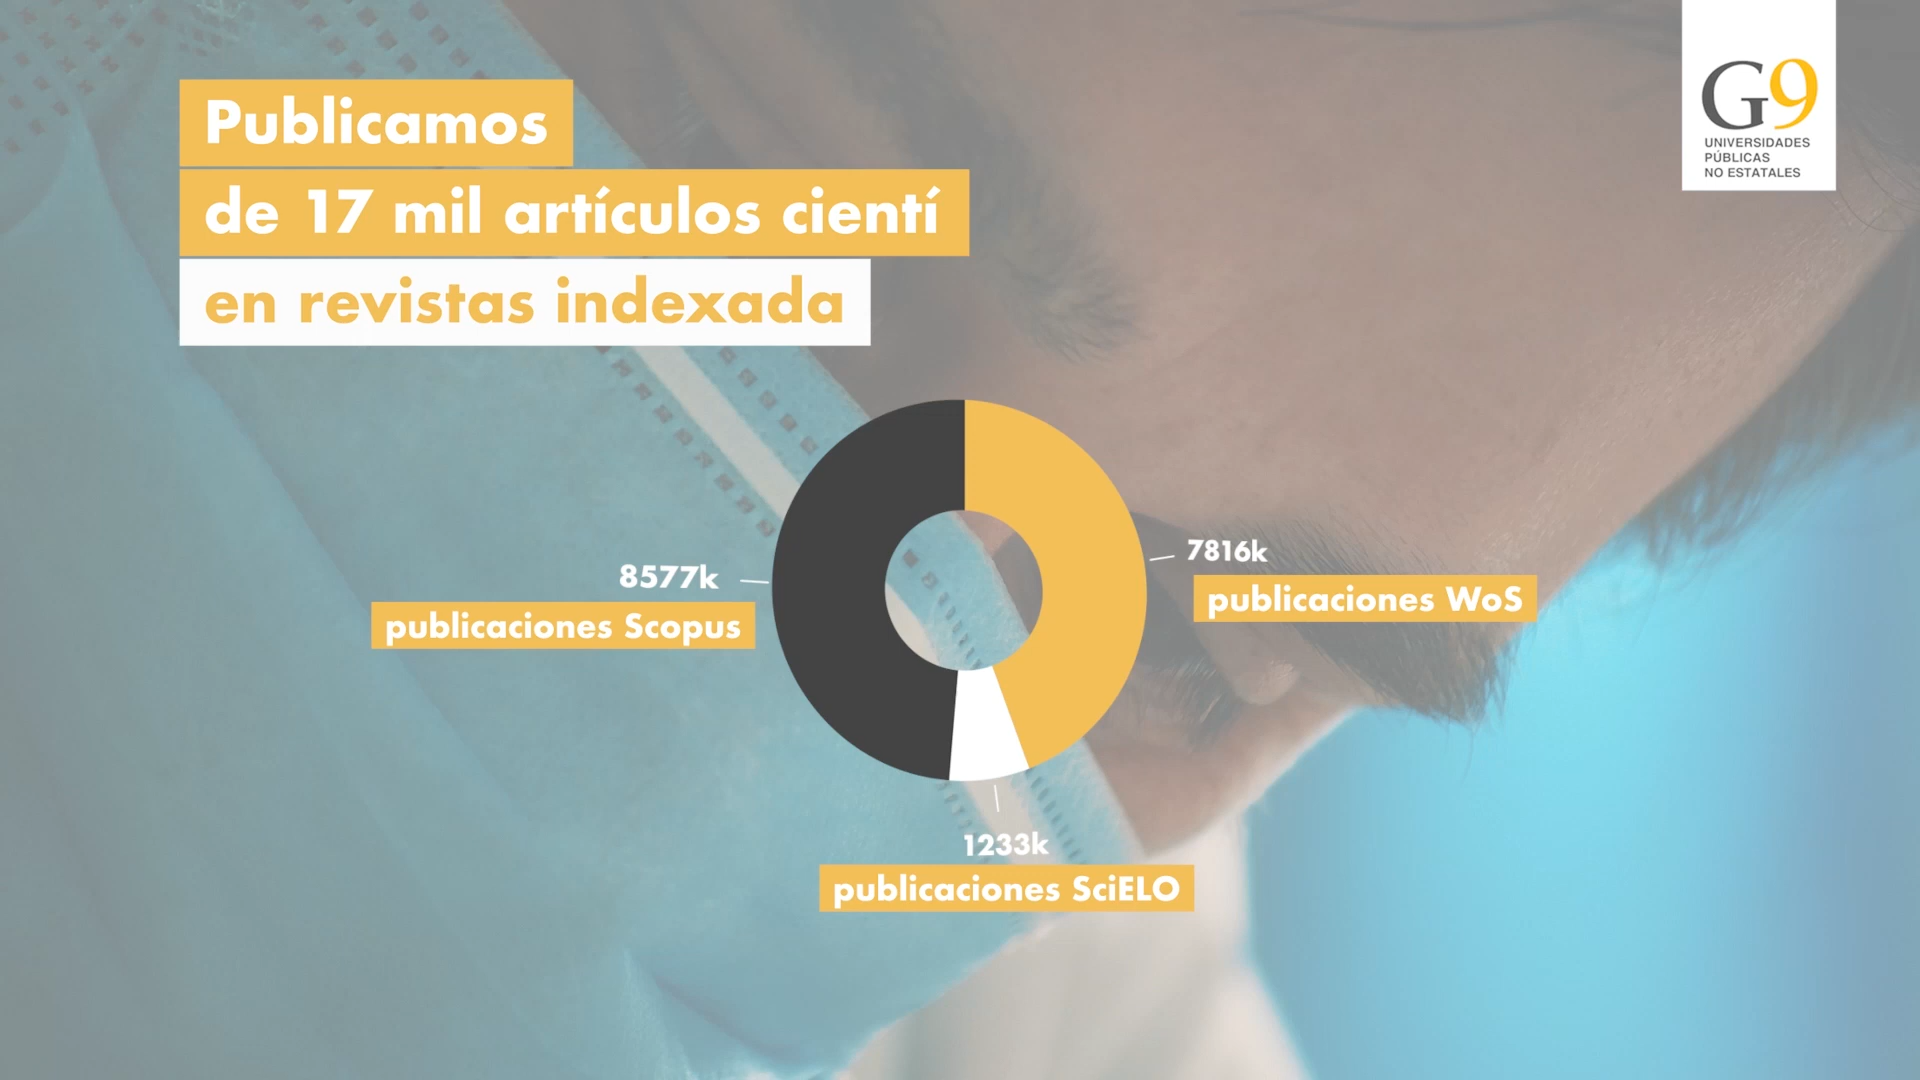 Publicamos
de 17 mil artículos cientí
en revistas indexada
G9
UNIVERSIDADES
PÚBLICAS
NO ESTATALES
8577k
publicaciones Scopus
7816k
publicaciones WoS
1233k
publicaciones SciELO